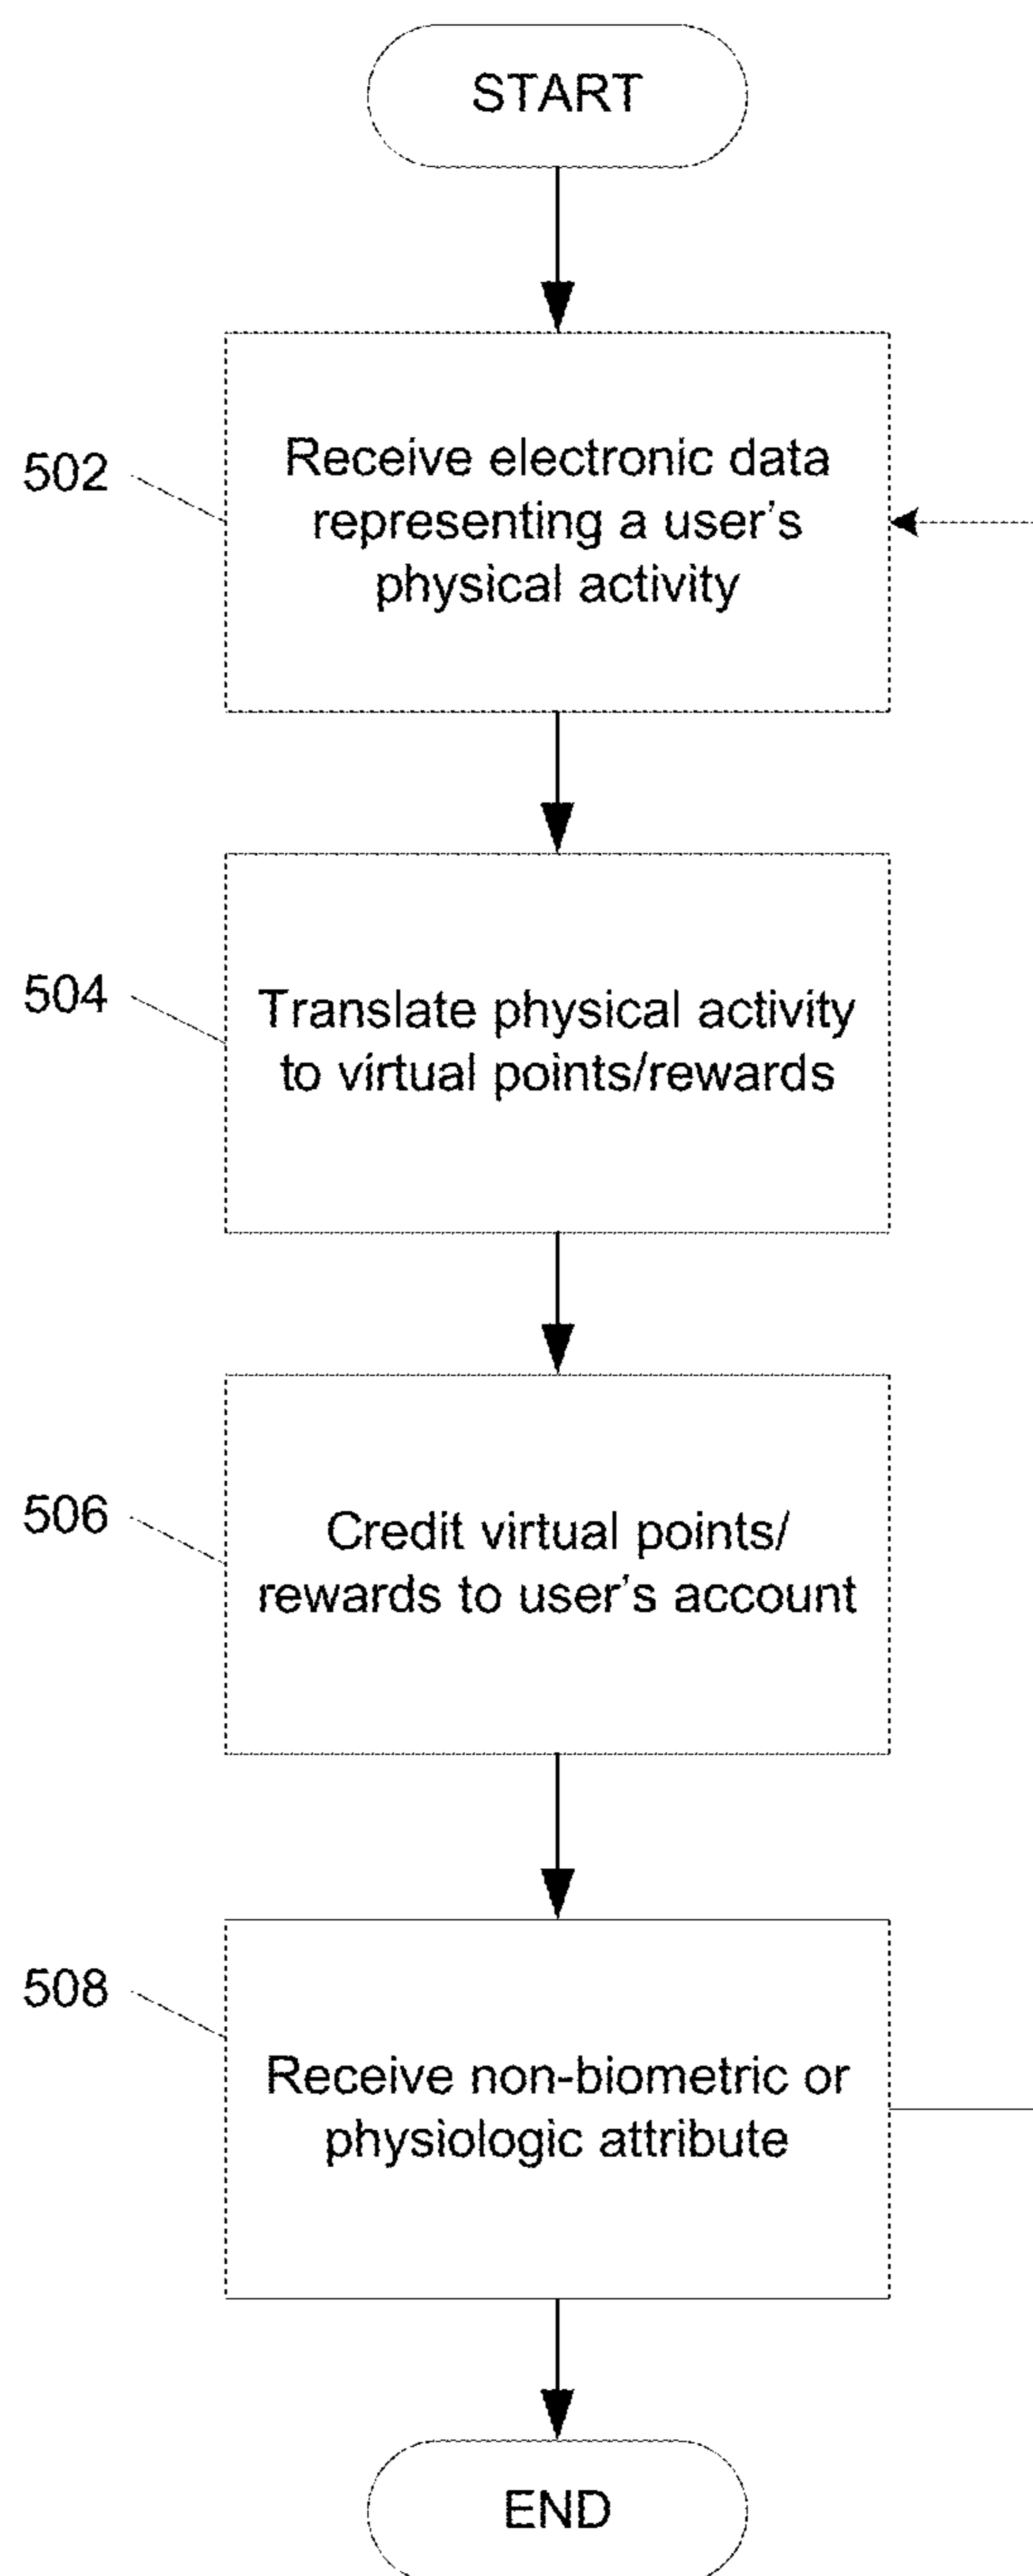 START
502
Receive electronic data
representing a user's
physical activity
504
Translate physical activity
to virtual points/rewards
506
Credit virtual points/
rewards to user's account
508
Receive non-biometric or
physiologic attribute
END